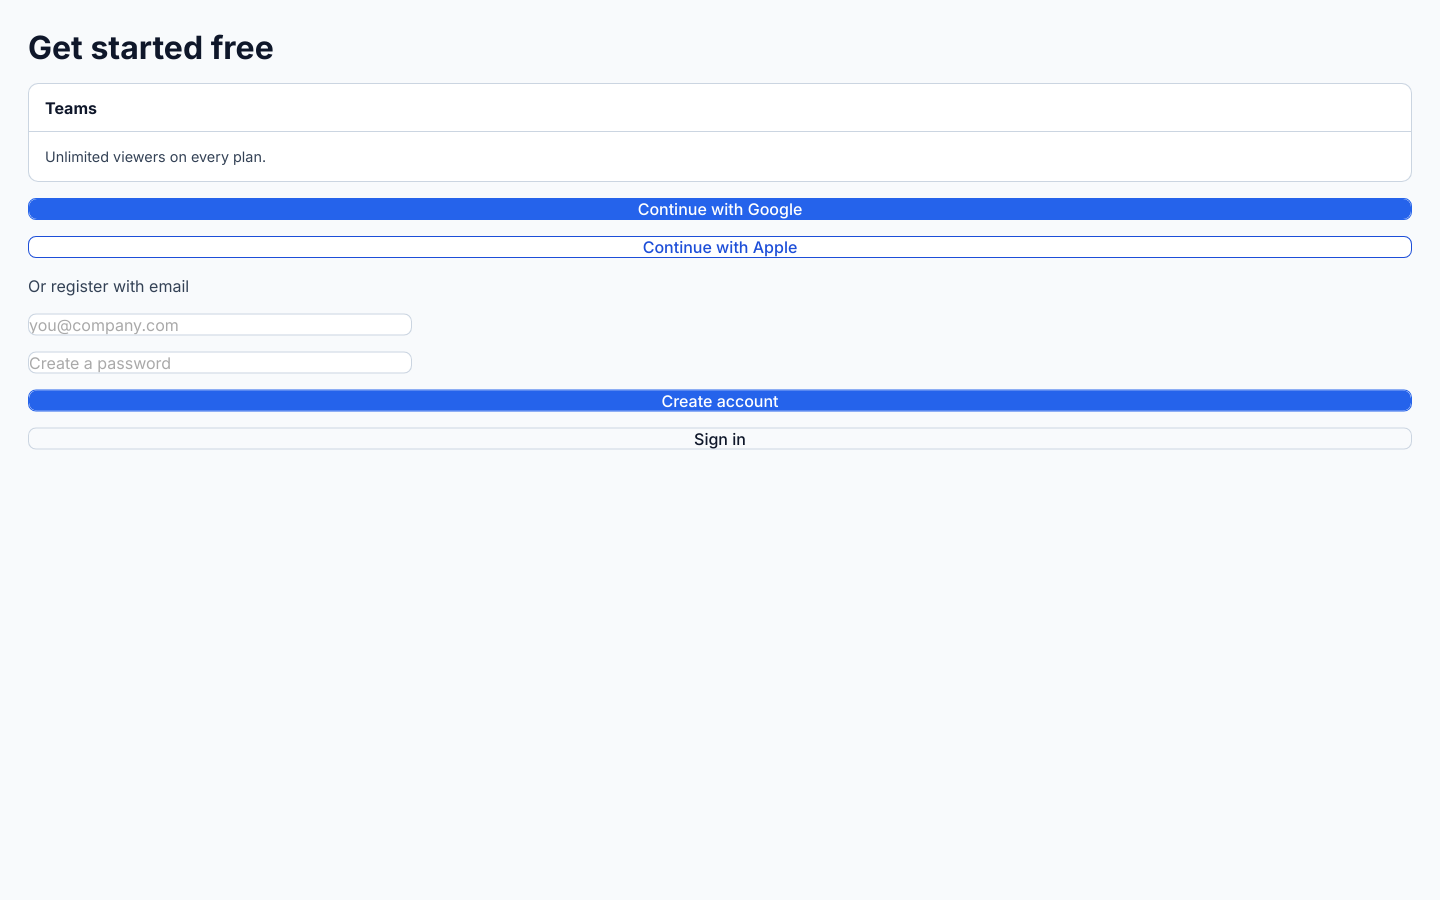 Get started free
Teams
Unlimited viewers on every plan.
Continue with Google
Continue with Apple
Or register with email
you@company.com
Create a password
Create account
Sign in